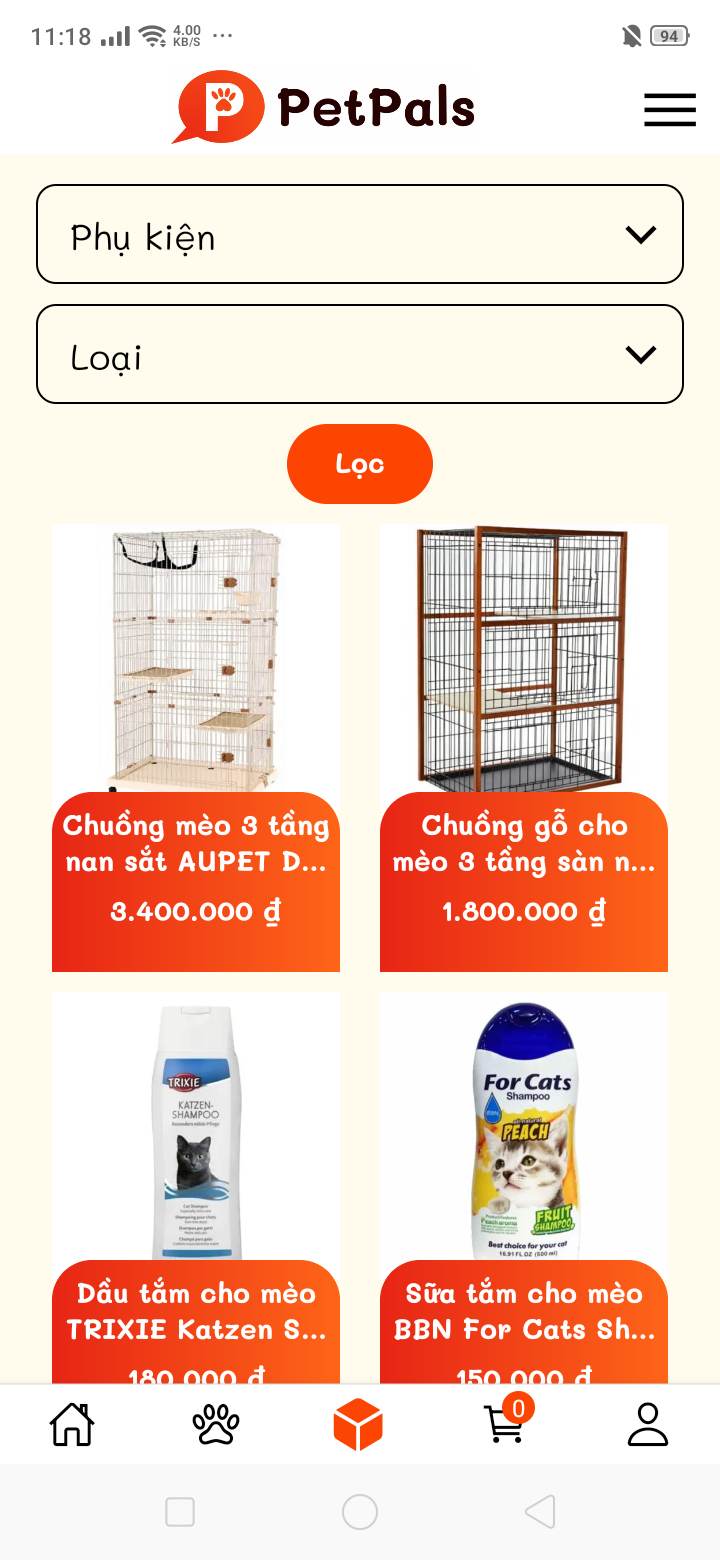 11:18 4.00 KB/S ... 94
PetPals
Phụ kiện
Loại
Lọc
Chuồng mèo 3 tầng
nan sắt AUPET D...
3.400.000 ₫
Chuồng gỗ cho
mèo 3 tầng sàn n...
1.800.000 ₫
TRIXIE
KATZEN-
SHAMPOO
Dầu tắm cho mèo
TRIXIE Katzen S...
180.000 ₫
For Cats
Shampoo
PEACH
Peach aroma
FRUIT
SHAMPOO
Best choice for your cat
16.91 FL.OZ (500 ml)
Sữa tắm cho mèo
BBN For Cats Sh...
150.000 ₫
0